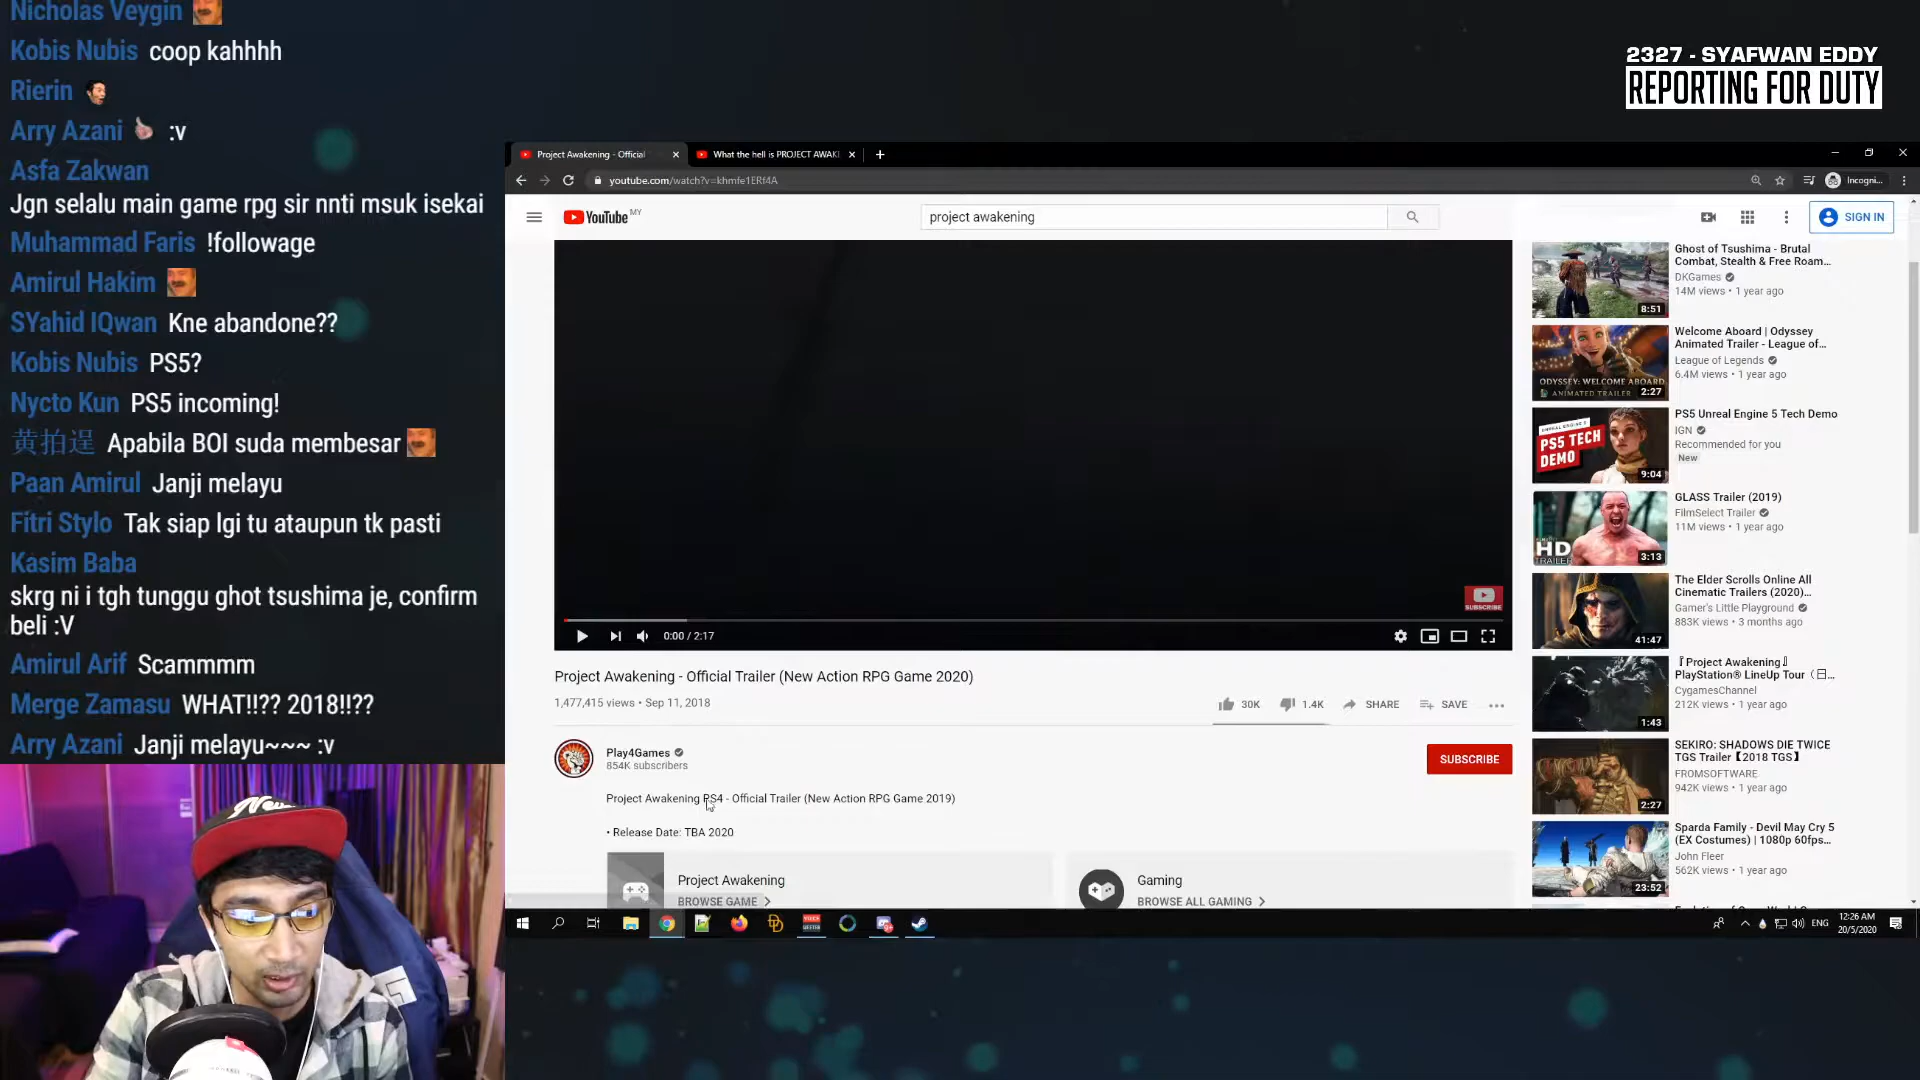 Nicholas Veygin
Kobis Nubis coop kahhhh
Rierin
Arry Azani :v
Asfa Zakwan
Jgn selalu main game rpg sir nnti msuk isekai
Muhammad Faris !followage
Amirul Hakim
SYahid IQwan Kne abandone??
Kobis Nubis PS5?
Nycto Kun PS5 incoming!
黄拍逞 Apabila BOI suda membesar
Paan Amirul Janji melayu
Fitri Stylo Tak siap lgi tu ataupun tk pasti
Kasim Baba
skrg ni i tgh tunggu ghot tsushima je, confirm
beli :V
Amirul Arif Scammmm
Merge Zamasu WHAT!!?? 2018!!??
Arry Azani Janji melayu~~~ :v
2327 - SYAFWAN EDDY
REPORTING FOR DUTY
Project Awakening - Official
What the hell is PROJECT AWAKE
youtube.com/watch?v=khmfe1ERf4A
Incogni...
YouTube MY
project awakening
SIGN IN
SUBSCRIBE
0:00 / 2:17
Project Awakening - Official Trailer (New Action RPG Game 2020)
1,477,415 views • Sep 11, 2018
30K 1.4K SHARE SAVE
Play4Games
854K subscribers
SUBSCRIBE
Project Awakening PS4 - Official Trailer (New Action RPG Game 2019)
• Release Date: TBA 2020
Project Awakening
BROWSE GAME
Gaming
BROWSE ALL GAMING
Ghost of Tsushima - Brutal
Combat, Stealth & Free Roam...
DKGames
14M views • 1 year ago
8:51
Welcome Aboard | Odyssey
Animated Trailer - League of...
League of Legends
6.4M views • 1 year ago
ODYSSEY: WELCOME ABOARD
ANIMATED TRAILER
2:27
PS5 Unreal Engine 5 Tech Demo
IGN
Recommended for you
New
PS5 TECH
DEMO
9:04
GLASS Trailer (2019)
FilmSelect Trailer
11M views • 1 year ago
HD
TRAILER
3:13
The Elder Scrolls Online All
Cinematic Trailers (2020)...
Gamer's Little Playground
883K views • 3 months ago
41:47
『Project Awakening』
PlayStation® LineUp Tour（日...
CygamesChannel
212K views • 1 year ago
1:43
SEKIRO: SHADOWS DIE TWICE
TGS Trailer【2018 TGS】
FROMSOFTWARE
942K views • 1 year ago
2:27
Sparda Family - Devil May Cry 5
(EX Costumes) | 1080p 60fps...
John Fleer
562K views • 1 year ago
23:52
ENG
12:26 AM
20/5/2020